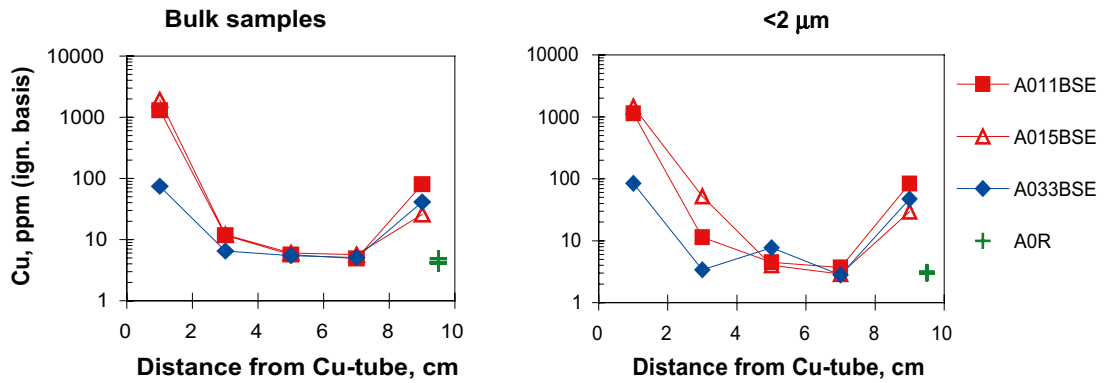 Bulk samples
Cu, ppm (ign. basis)
10000
1000
100
10
1
0 2 4 6 8 10
Distance from Cu-tube, cm
<2 µm
10000
1000
100
10
1
0 2 4 6 8 10
Distance from Cu-tube, cm
A011BSE
A015BSE
A033BSE
A0R